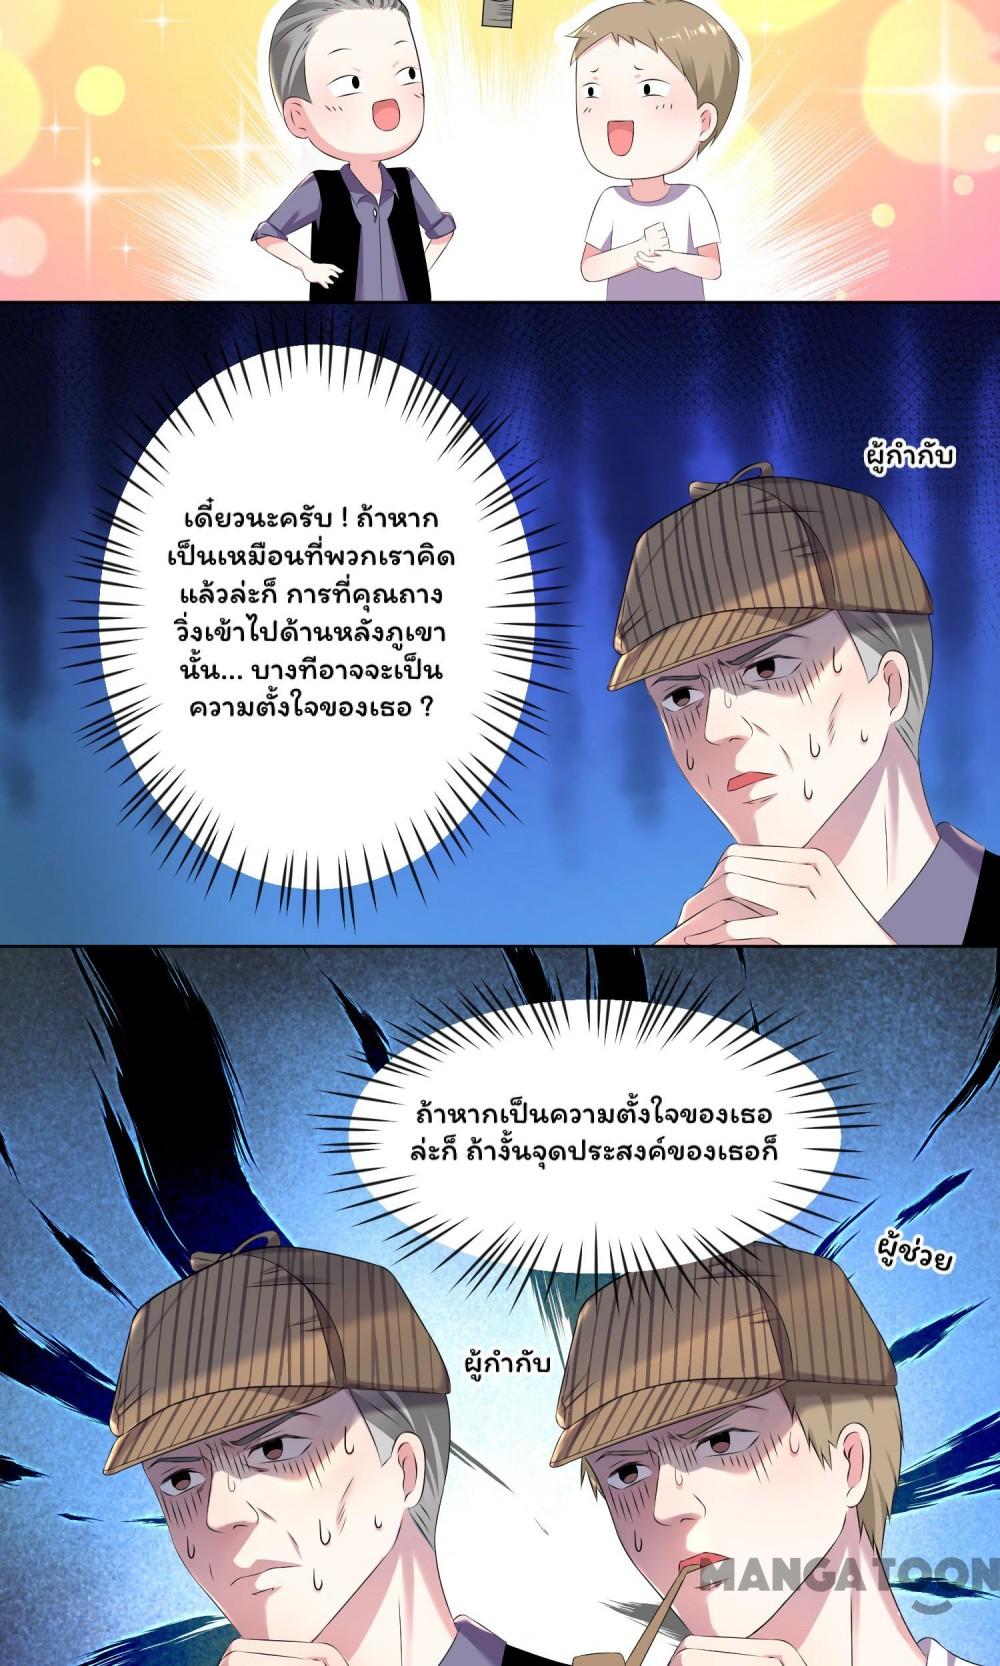 ผู้กำกับ
เดี๋ยวนะครับ ! ถ้าหาก
เป็นเหมือนที่พวกเราคิด
แล้วล่ะก็ การที่คุณถาง
วิ่งเข้าไปด้านหลังภูเขา
นั้น... บางทีอาจจะเป็น
ความตั้งใจของเธอ ?
ถ้าหากเป็นความตั้งใจของเธอ
ล่ะก็ ถ้างั้นจุดประสงค์ของเธอก็
ผู้ช่วย
ผู้กำกับ
MANGATOON